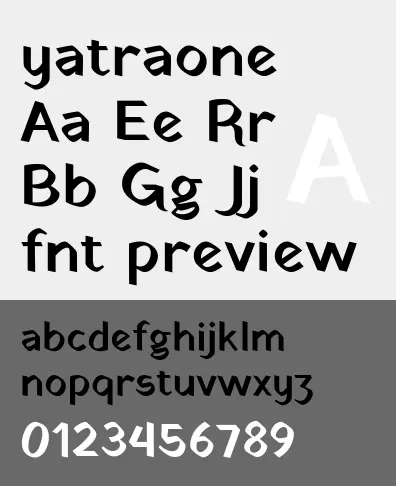 yatraone
Aa Ee Rr
A
Bb Gg Jj
fnt preview
abcdefghijklm
nopqrstuvwxyz
0123456789